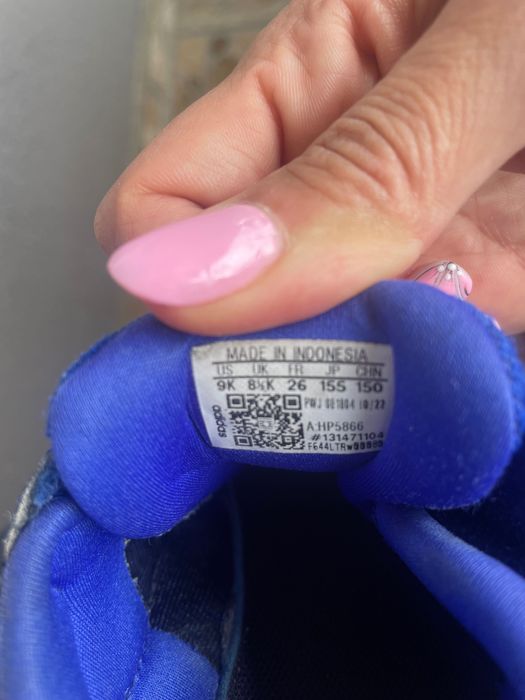 MADE IN INDONESIA
US UK FR JP CHN
9K 8½K 26 155 150
PWJ 081804 10/22
adidas
A:HP5866
#131471104